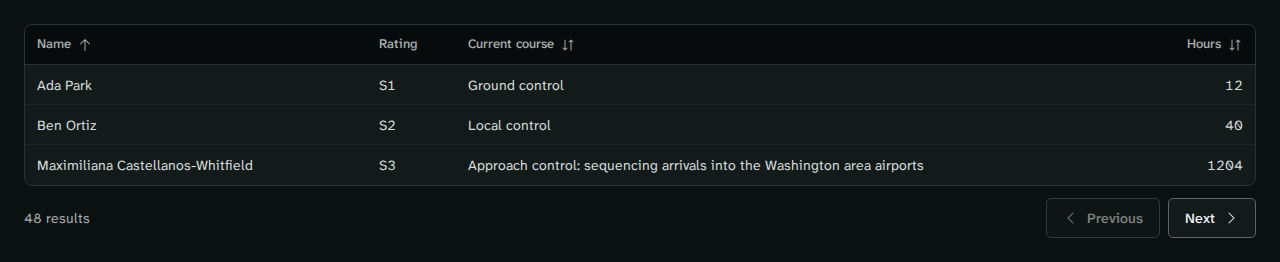 Name Rating Current course Hours
Ada Park S1 Ground control 12
Ben Ortiz S2 Local control 40
Maximiliana Castellanos-Whitfield S3 Approach control: sequencing arrivals into the Washington area airports 1204
48 results Previous Next